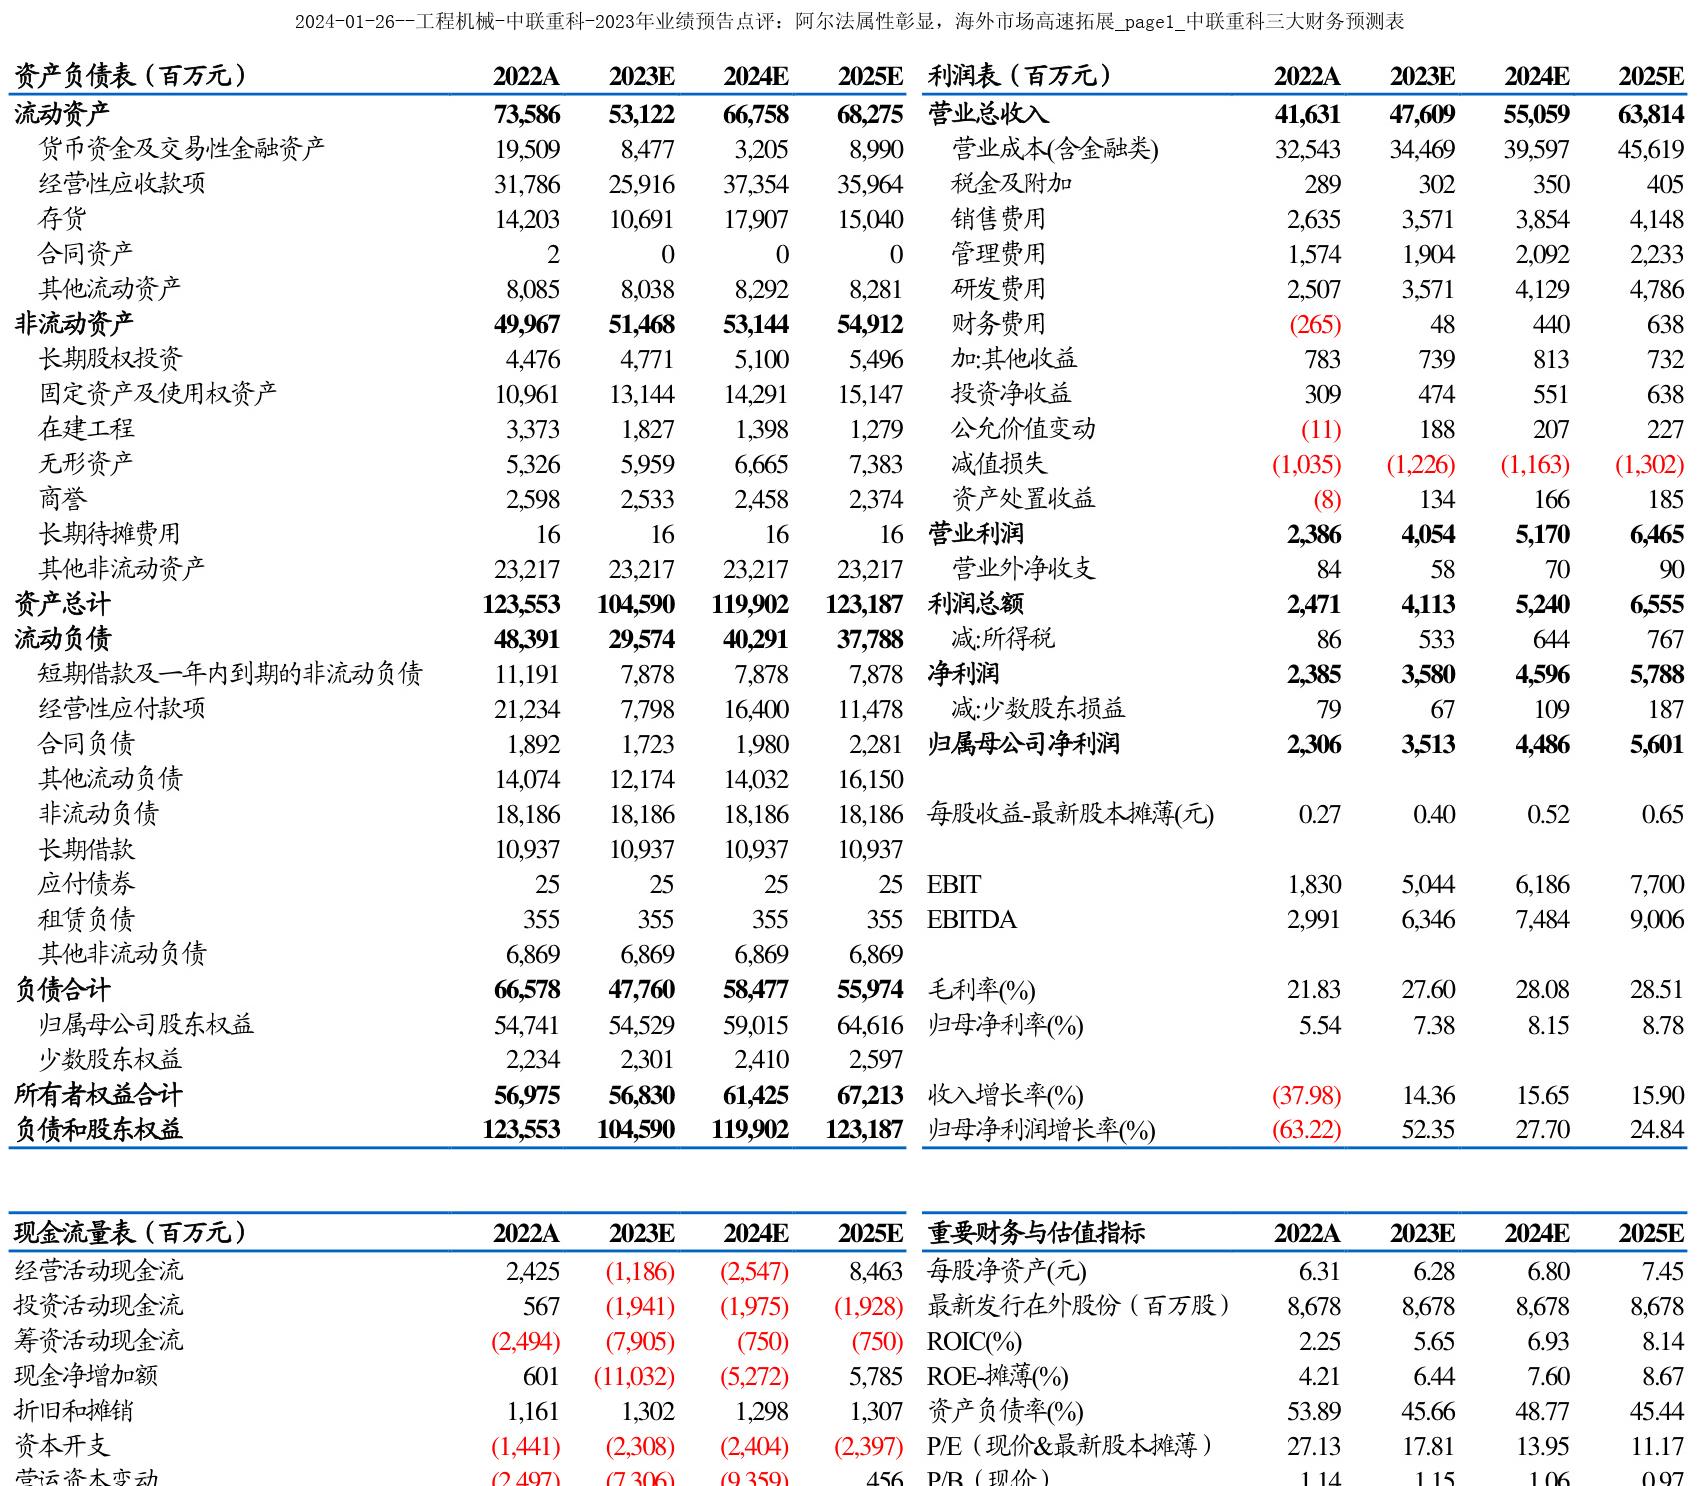 2024-01-26--工程机械-中联重科-2023年业绩预告点评：阿尔法属性彰显，海外市场高速拓展_page1_中联重科三大财务预测表
资产负债表（百万元） 2022A 2023E 2024E 2025E 利润表（百万元） 2022A 2023E 2024E 2025E
流动资产 73,586 53,122 66,758 68,275 营业总收入 41,631 47,609 55,059 63,814
货币资金及交易性金融资产 19,509 8,477 3,205 8,990 营业成本(含金融类) 32,543 34,469 39,597 45,619
经营性应收款项 31,786 25,916 37,354 35,964 税金及附加 289 302 350 405
存货 14,203 10,691 17,907 15,040 销售费用 2,635 3,571 3,854 4,148
合同资产 2 0 0 0 管理费用 1,574 1,904 2,092 2,233
其他流动资产 8,085 8,038 8,292 8,281 研发费用 2,507 3,571 4,129 4,786
非流动资产 49,967 51,468 53,144 54,912 财务费用 (265) 48 440 638
长期股权投资 4,476 4,771 5,100 5,496 加:其他收益 783 739 813 732
固定资产及使用权资产 10,961 13,144 14,291 15,147 投资净收益 309 474 551 638
在建工程 3,373 1,827 1,398 1,279 公允价值变动 (11) 188 207 227
无形资产 5,326 5,959 6,665 7,383 减值损失 (1,035) (1,226) (1,163) (1,302)
商誉 2,598 2,533 2,458 2,374 资产处置收益 (8) 134 166 185
长期待摊费用 16 16 16 16 营业利润 2,386 4,054 5,170 6,465
其他非流动资产 23,217 23,217 23,217 23,217 营业外净收支 84 58 70 90
资产总计 123,553 104,590 119,902 123,187 利润总额 2,471 4,113 5,240 6,555
流动负债 48,391 29,574 40,291 37,788 减:所得税 86 533 644 767
短期借款及一年内到期的非流动负债 11,191 7,878 7,878 7,878 净利润 2,385 3,580 4,596 5,788
经营性应付款项 21,234 7,798 16,400 11,478 减:少数股东损益 79 67 109 187
合同负债 1,892 1,723 1,980 2,281 归属母公司净利润 2,306 3,513 4,486 5,601
其他流动负债 14,074 12,174 14,032 16,150
非流动负债 18,186 18,186 18,186 18,186 每股收益-最新股本摊薄(元) 0.27 0.40 0.52 0.65
长期借款 10,937 10,937 10,937 10,937
应付债券 25 25 25 25 EBIT 1,830 5,044 6,186 7,700
租赁负债 355 355 355 355 EBITDA 2,991 6,346 7,484 9,006
其他非流动负债 6,869 6,869 6,869 6,869
负债合计 66,578 47,760 58,477 55,974 毛利率(%) 21.83 27.60 28.08 28.51
归属母公司股东权益 54,741 54,529 59,015 64,616 归母净利率(%) 5.54 7.38 8.15 8.78
少数股东权益 2,234 2,301 2,410 2,597
所有者权益合计 56,975 56,830 61,425 67,213 收入增长率(%) (37.98) 14.36 15.65 15.90
负债和股东权益 123,553 104,590 119,902 123,187 归母净利润增长率(%) (63.22) 52.35 27.70 24.84
现金流量表（百万元） 2022A 2023E 2024E 2025E 重要财务与估值指标 2022A 2023E 2024E 2025E
经营活动现金流 2,425 (1,186) (2,547) 8,463 每股净资产(元) 6.31 6.28 6.80 7.45
投资活动现金流 567 (1,941) (1,975) (1,928) 最新发行在外股份（百万股） 8,678 8,678 8,678 8,678
筹资活动现金流 (2,494) (7,905) (750) (750) ROIC(%) 2.25 5.65 6.93 8.14
现金净增加额 601 (11,032) (5,272) 5,785 ROE-摊薄(%) 4.21 6.44 7.60 8.67
折旧和摊销 1,161 1,302 1,298 1,307 资产负债率(%) 53.89 45.66 48.77 45.44
资本开支 (1,441) (2,308) (2,404) (2,397) P/E（现价&最新股本摊薄） 27.13 17.81 13.95 11.17
营运资本变动 (2,497) (7,306) (9,359) 456 P/B（现价） 1.14 1.15 1.06 0.97